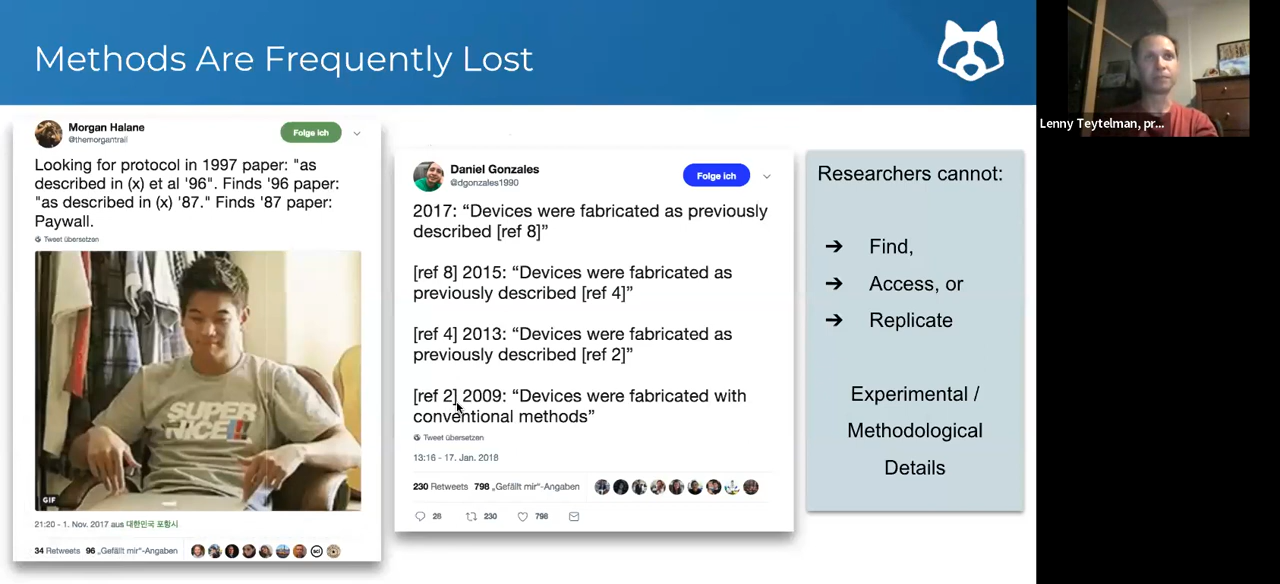 Methods Are Frequently Lost
Morgan Halane
@themorgantrail
Folge ich
Looking for protocol in 1997 paper: "as
described in (x) et al '96". Finds '96 paper:
"as described in (x) '87." Finds '87 paper:
Paywall.
Tweet übersetzen
SUPER
NICE!!!
GIF
21:20 - 1. Nov. 2017 aus 대한민국 포항시
34 Retweets 96 „Gefällt mir“-Angaben
Daniel Gonzales
@dgonzales1990
Folge ich
2017: “Devices were fabricated as previously
described [ref 8]”
[ref 8] 2015: “Devices were fabricated as
previously described [ref 4]”
[ref 4] 2013: “Devices were fabricated as
previously described [ref 2]”
[ref 2] 2009: “Devices were fabricated with
conventional methods”
Tweet übersetzen
13:16 - 17. Jan. 2018
230 Retweets 798 „Gefällt mir“-Angaben
28 230 798
Researchers cannot:
➔ Find,
➔ Access, or
➔ Replicate
Experimental /
Methodological
Details
Lenny Teytelman, pr...